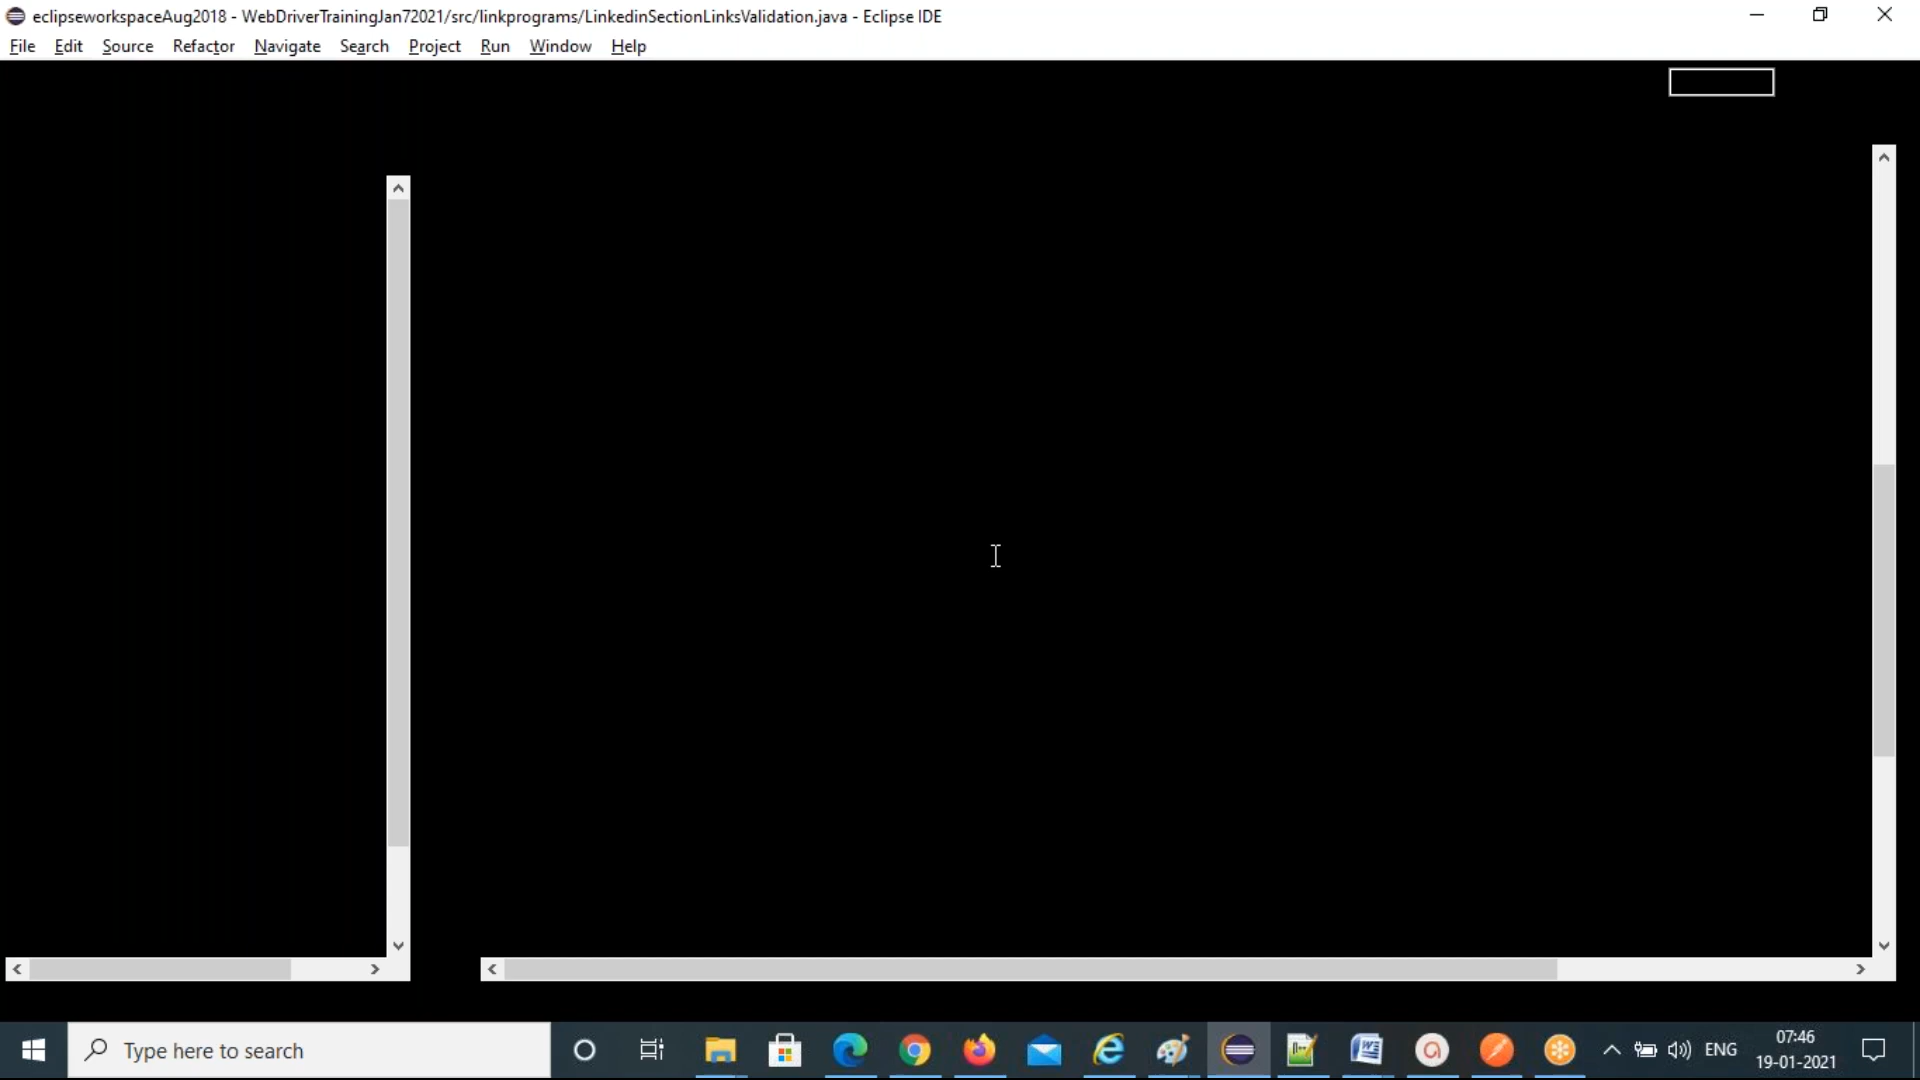 eclipseworkspaceAug2018 - WebDriverTrainingJan72021/src/linkprograms/LinkedinSectionLinksValidation.java - Eclipse IDE
File Edit Source Refactor Navigate Search Project Run Window Help
Type here to search
ENG
07:46
19-01-2021